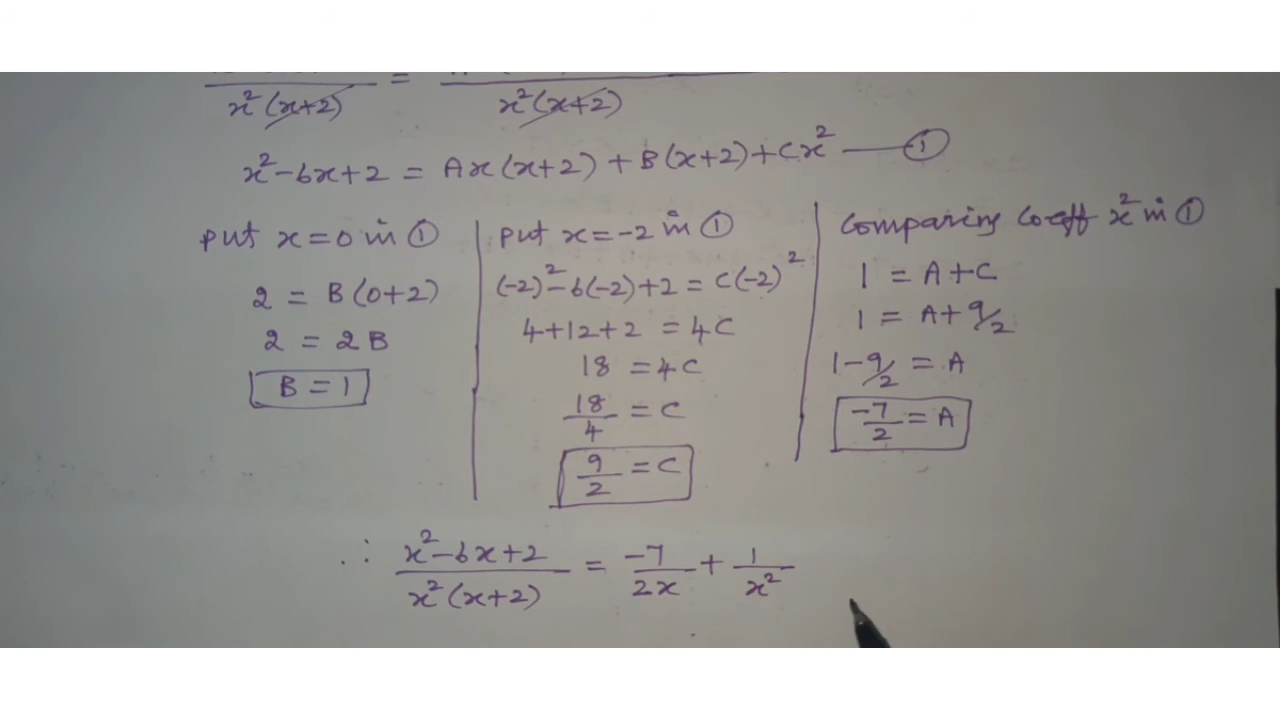 x²(x+2) = x²(x+2)
x²-6x+2 = Ax(x+2)+B(x+2)+Cx² — ①
put x=0 in ①
2 = B(0+2)
2 = 2B
B = 1
put x=-2 in ①
(-2)²-6(-2)+2 = C(-2)²
4+12+2 = 4C
18 = 4C
18/4 = C
9/2 = C
Comparing Coeff x² in ①
1 = A+C
1 = A+9/2
1-9/2 = A
-7/2 = A
∴ x²-6x+2 / x²(x+2) = -7/2x + 1/x²